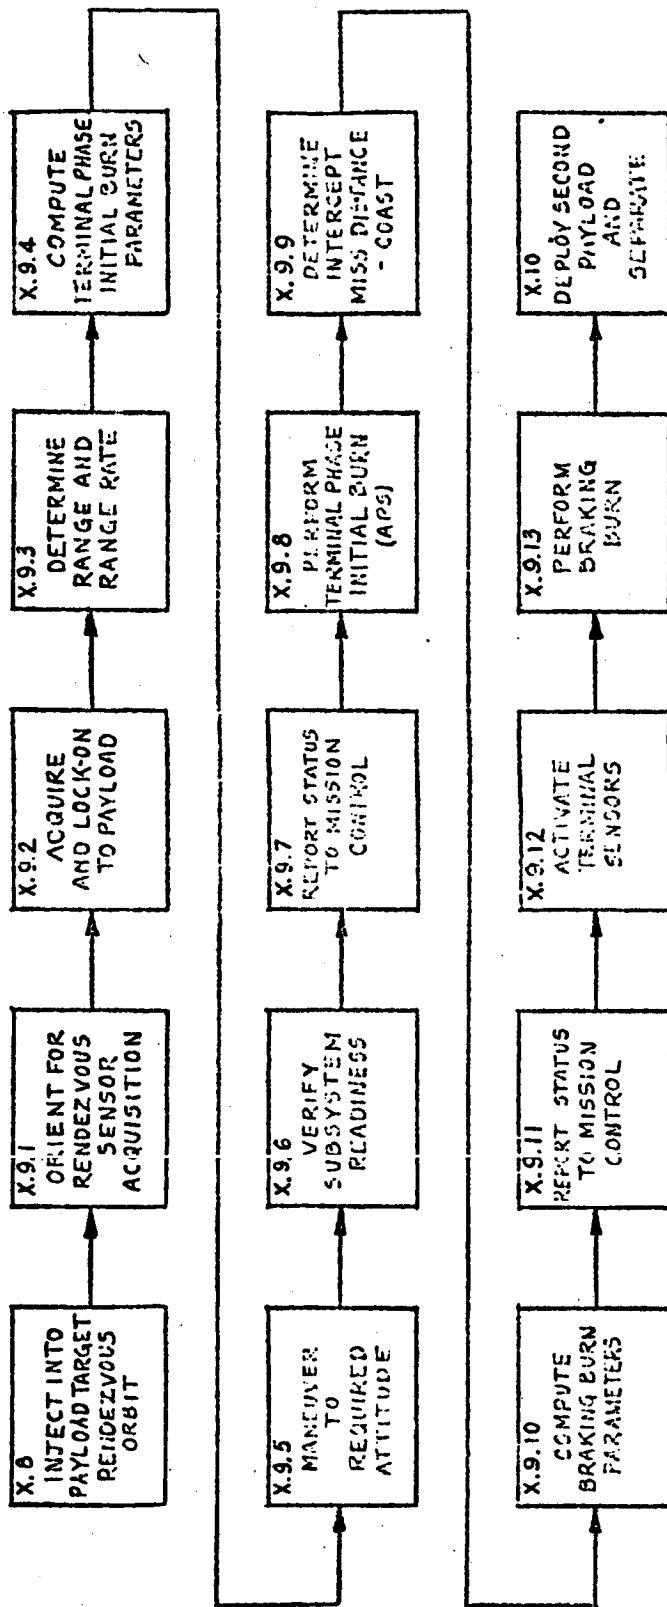 X.8
INJECT INTO
PAYLOAD TARGET
RENDEZVOUS
ORBIT
X.9.1
ORIENT FOR
RENDEZVOUS
SENSOR
ACQUISITION
X.9.2
ACQUIRE
AND LOCK-ON
TO PAYLOAD
X.9.3
DETERMINE
RANGE AND
RANGE RATE
X.9.4
COMPUTE
TERMINAL PHASE
INITIAL BURN
PARAMETERS
X.9.5
MANEUVER
TO
REQUIRED
ATTITUDE
X.9.6
VERIFY
SUBSYSTEM
READINESS
X.9.7
REPORT STATUS
TO MISSION
CONTROL
X.9.8
PERFORM
TERMINAL PHASE
INITIAL BURN
(APS)
X.9.9
DETERMINE
INTERCEPT
MISS DISTANCE
- COAST
X.9.10
COMPUTE
BRAKING BURN
PARAMETERS
X.9.11
REPORT STATUS
TO MISSION
CONTROL
X.9.12
ACTIVATE
TERMINAL
SENSORS
X.9.13
PERFORM
BRAKING
BURN
X.10
DEPLOY SECOND
PAYLOAD
AND
SEPARATE